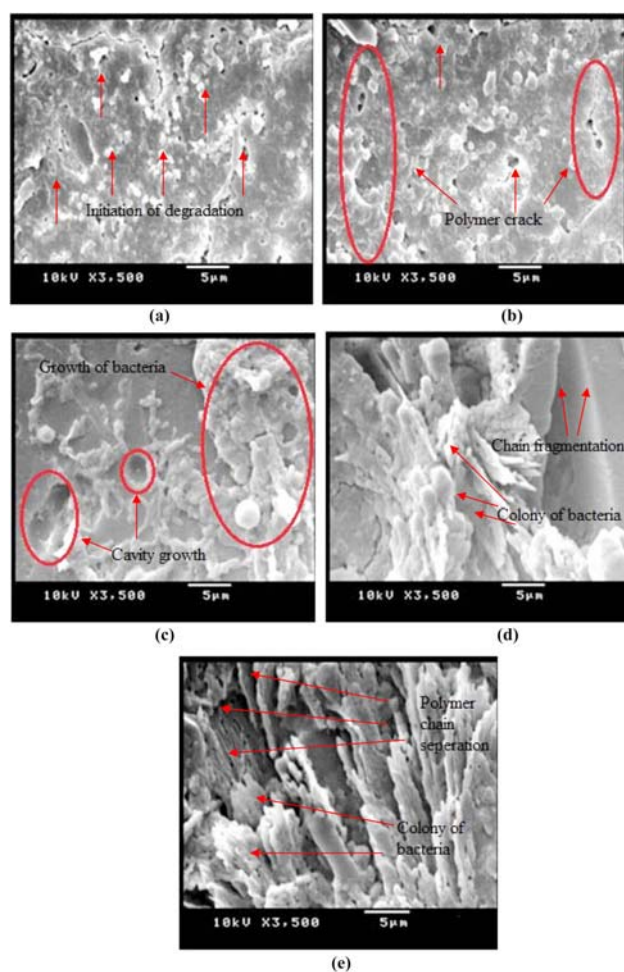 Initiation of degradation
10kV X3,500 5µm
(a)
Polymer crack
10kV X3,500 5µm
(b)
Growth of bacteria
Cavity growth
10kV X3,500 5µm
(c)
Chain fragmentation
Colony of bacteria
10kV X3,500 5µm
(d)
Polymer
chain
seperation
Colony of
bacteria
10kV X3,500 5µm
(e)